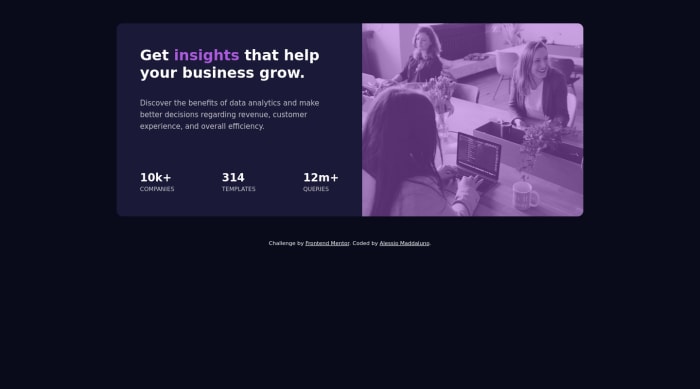 Get insights that help
your business grow.
Discover the benefits of data analytics and make
better decisions regarding revenue, customer
experience, and overall efficiency.
10k+
314
12m+
COMPANIES
TEMPLATES
QUERIES
Challenge by Frontend Mentor. Coded by Alessio Maddaluno.